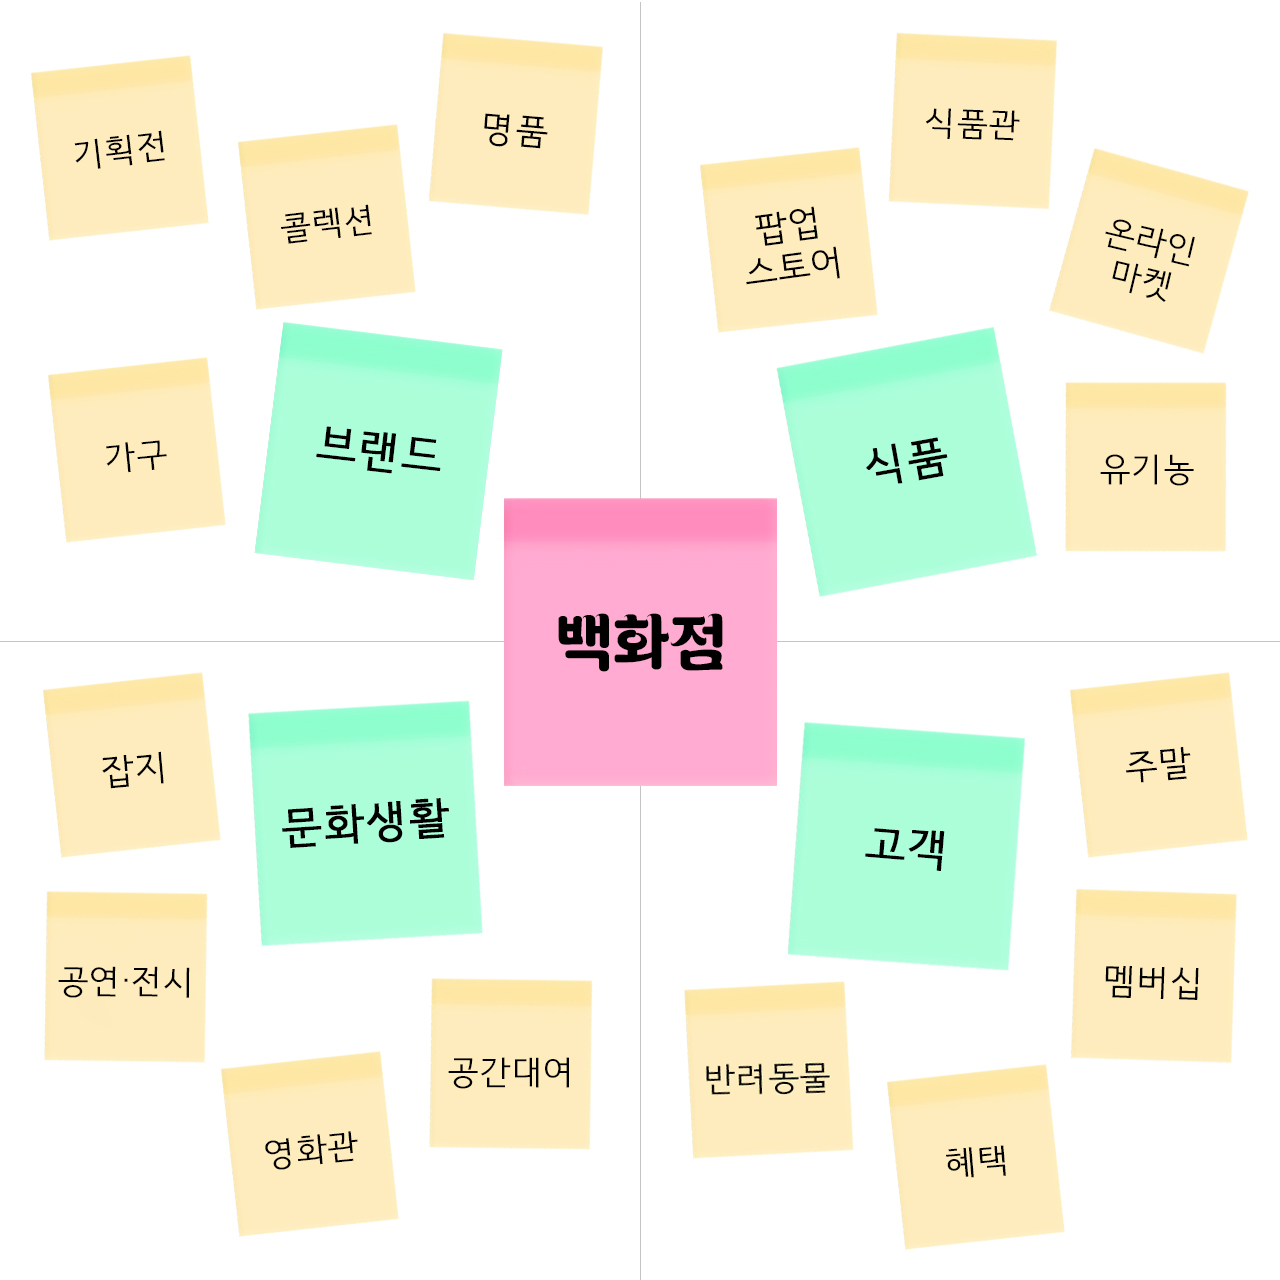 기획전
콜렉션
명품
가구
브랜드
식품관
팝업
스토어
온라인
마켓
식품
유기농
백화점
잡지
문화생활
공연·전시
공간대여
영화관
주말
고객
멤버십
반려동물
혜택